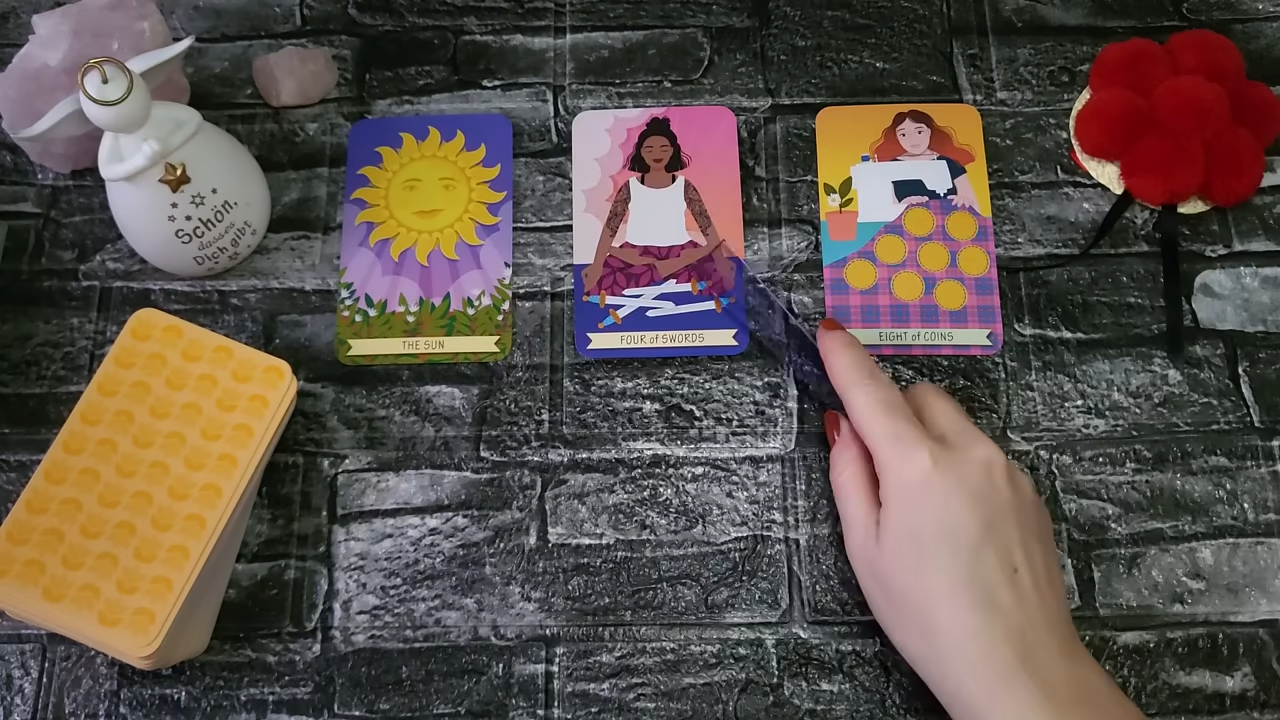 Schön,
dasses
Dich gibt
THE SUN
FOUR of SWORDS
EIGHT of COINS